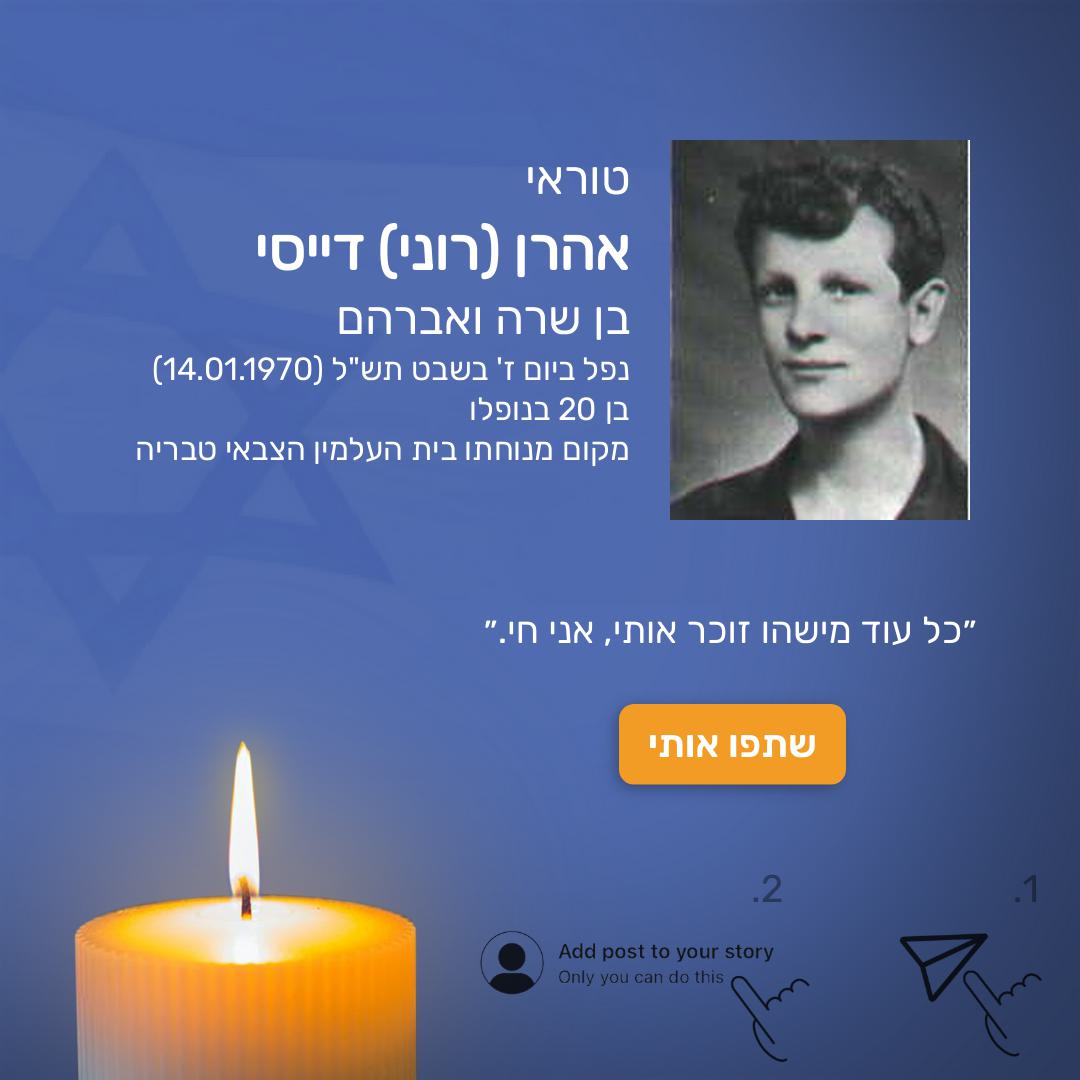 טוראי
אהרן (רוני) דייסי
בן שרה ואברהם
נפל ביום ז' בשבט תש"ל (14.01.1970)
בן 20 בנופלו
מקום מנוחתו בית העלמין הצבאי טבריה
״כל עוד מישהו זוכר אותי, אני חי.״
שתפו אותי
.1
.2
Add post to your story
Only you can do this